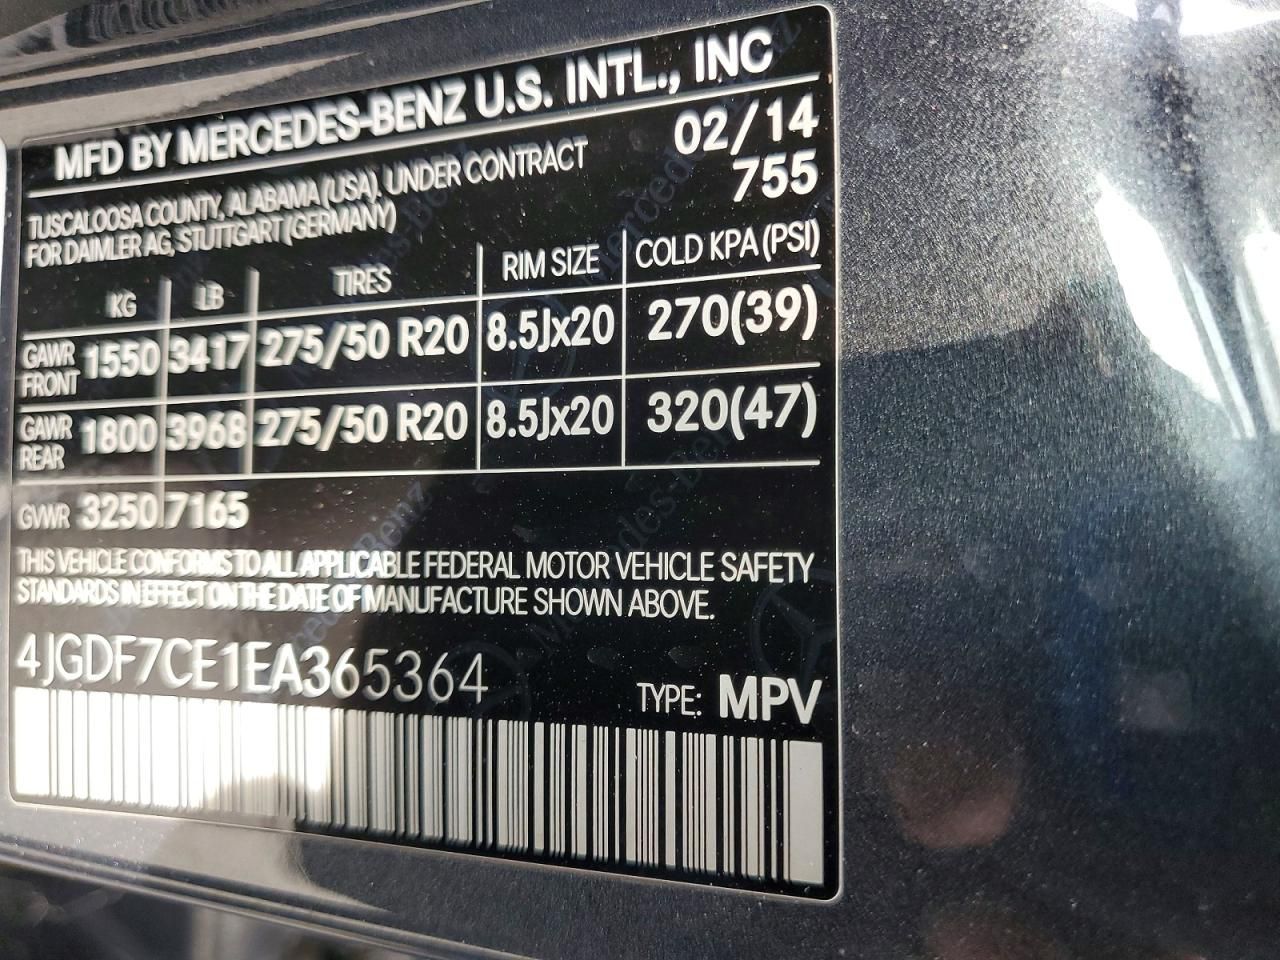 MFD BY MERCEDES-BENZ U.S. INTL., INC
TUSCALOOSA COUNTY, ALABAMA (USA), UNDER CONTRACT 02/14
FOR DAIMLER AG, STUTTGART (GERMANY) 755
KG LB TIRES RIM SIZE COLD KPA (PSI)
GAWR FRONT 1550 3417 275/50 R20 8.5Jx20 270(39)
GAWR REAR 1800 3968 275/50 R20 8.5Jx20 320(47)
GVWR 3250 7165
THIS VEHICLE CONFORMS TO ALL APPLICABLE FEDERAL MOTOR VEHICLE SAFETY
STANDARDS IN EFFECT ON THE DATE OF MANUFACTURE SHOWN ABOVE.
4JGDF7CE1EA365364
TYPE: MPV